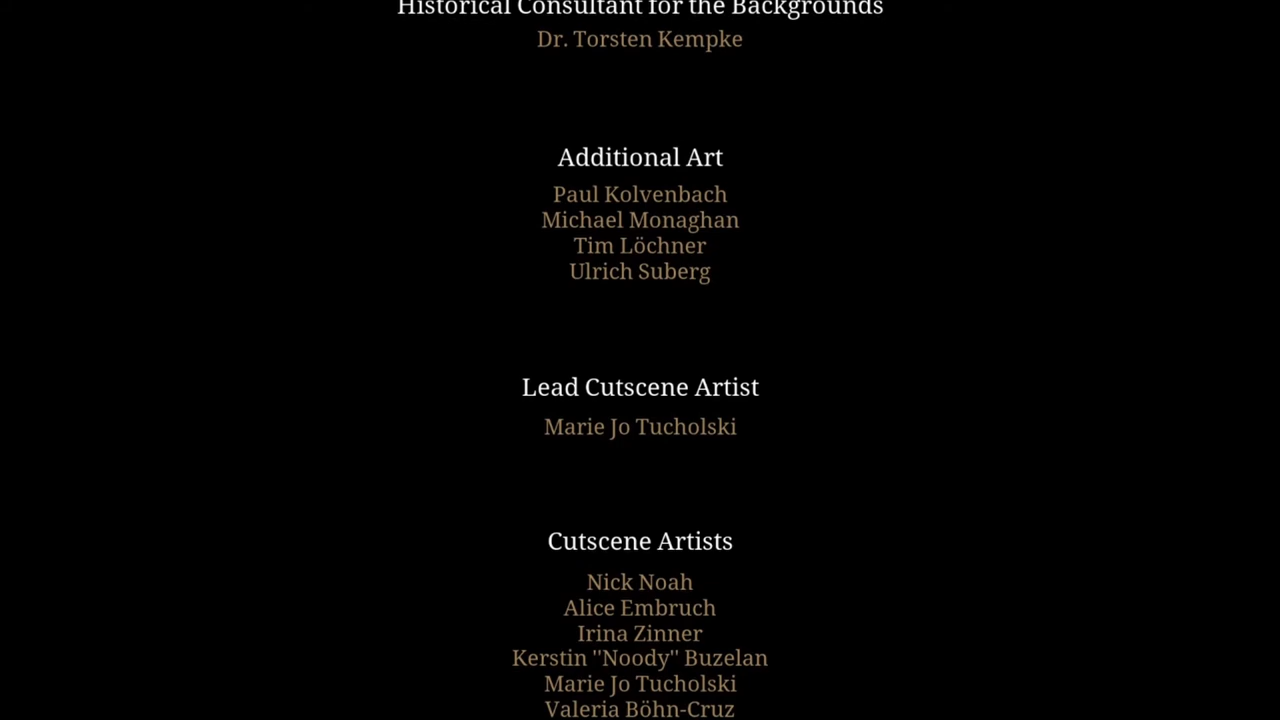 Historical Consultant for the Backgrounds
Dr. Torsten Kempke
Additional Art
Paul Kolvenbach
Michael Monaghan
Tim Löchner
Ulrich Suberg
Lead Cutscene Artist
Marie Jo Tucholski
Cutscene Artists
Nick Noah
Alice Embruch
Irina Zinner
Kerstin "Noody" Buzelan
Marie Jo Tucholski
Valeria Böhn-Cruz